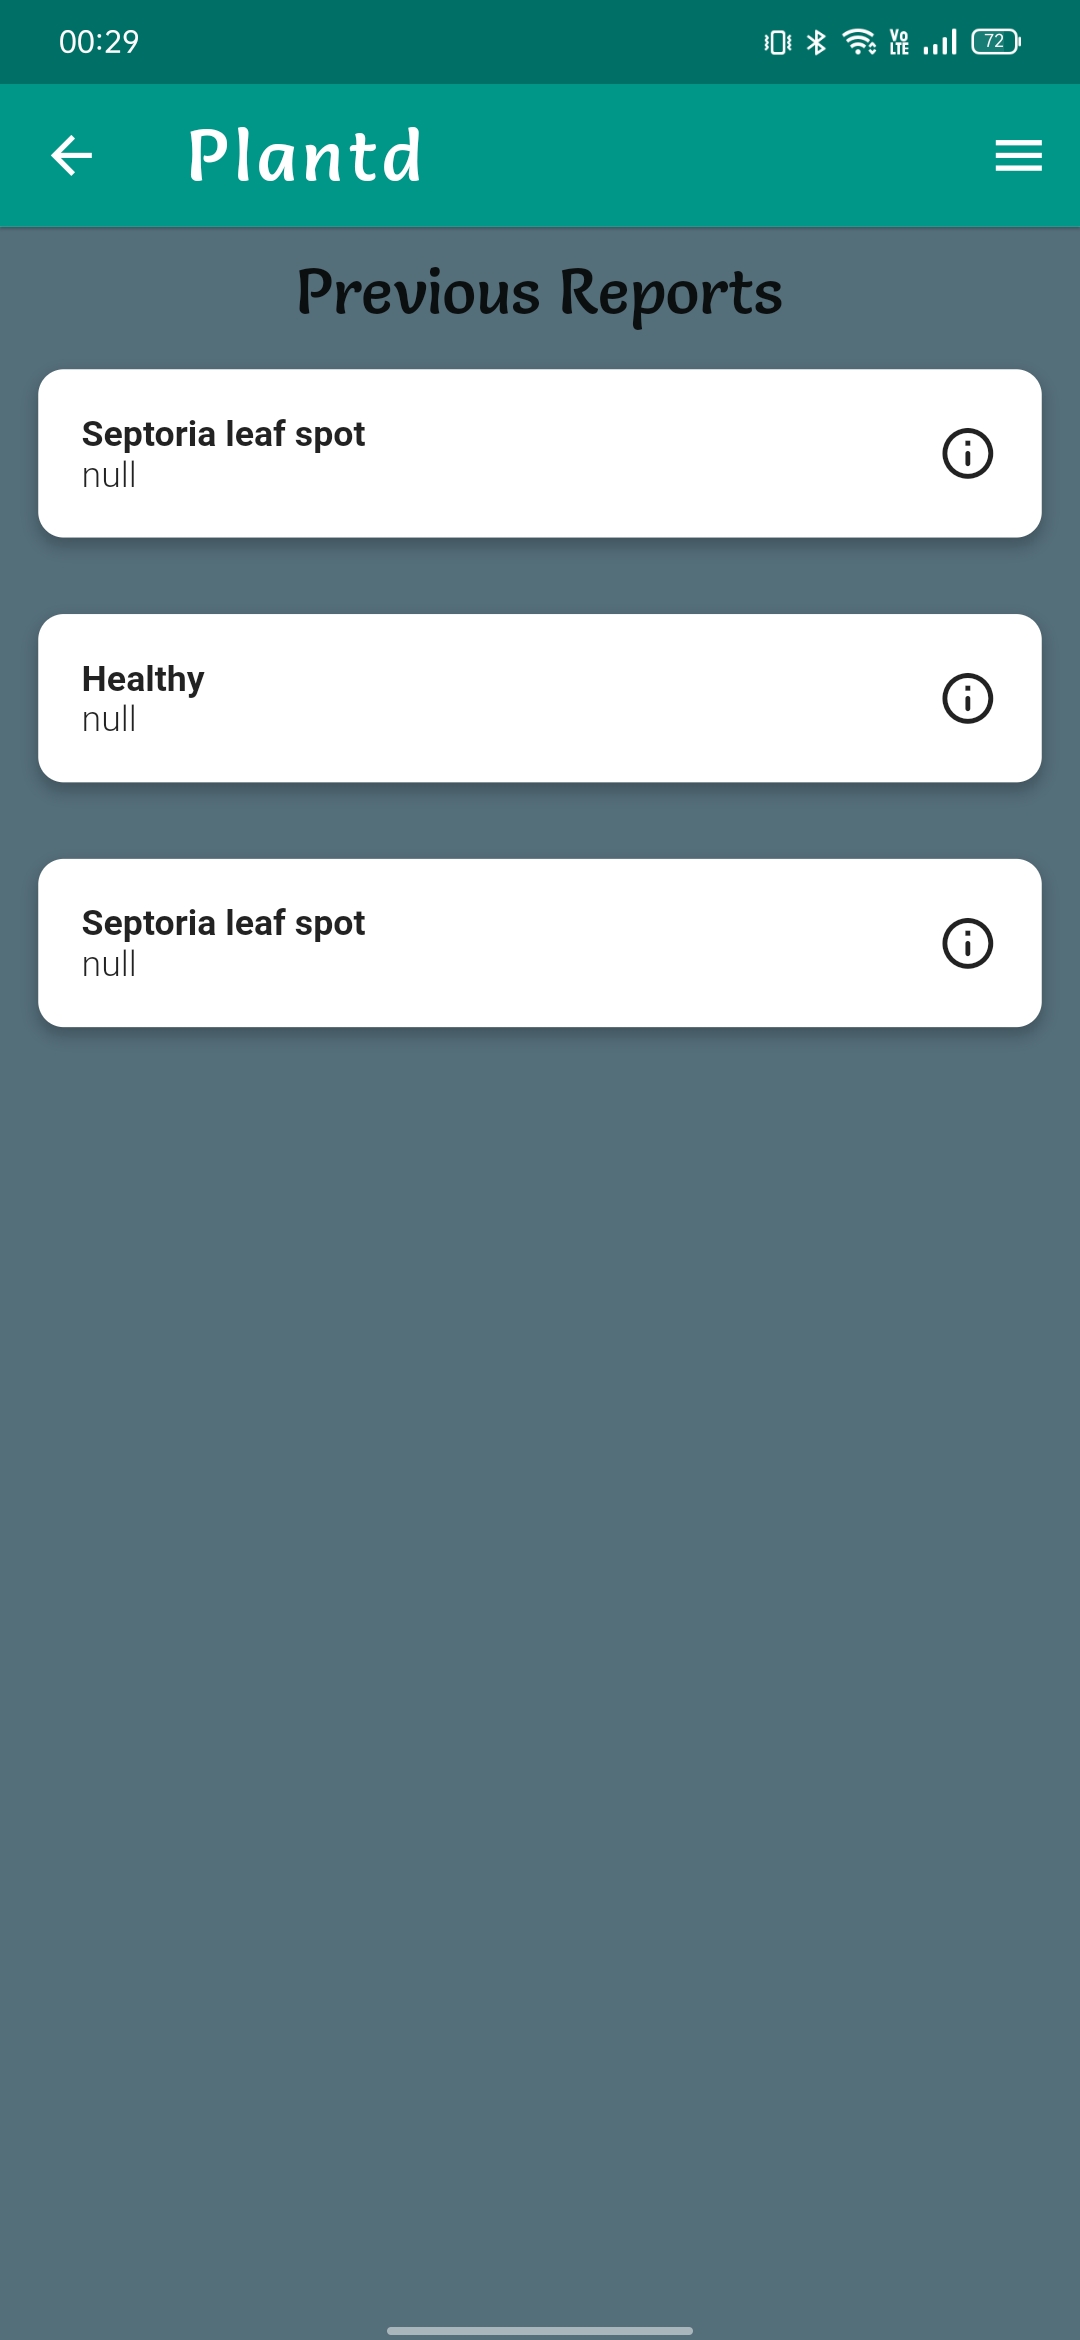 00:29
Vo
LTE
72
Plantd
Previous Reports
Septoria leaf spot
null
Healthy
null
Septoria leaf spot
null